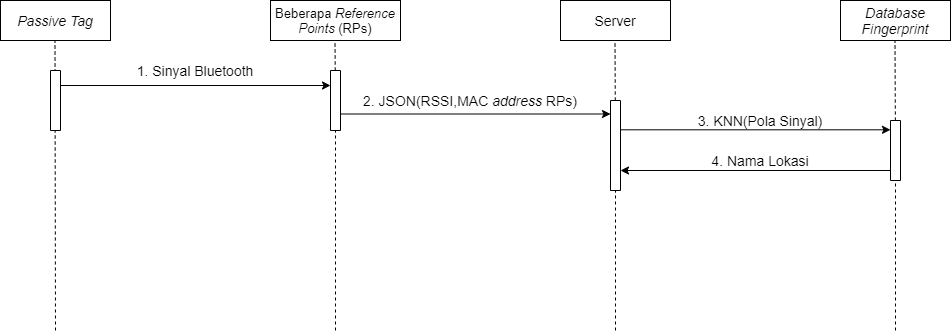 Passive Tag
Beberapa Reference
Points (RPs)
Server
Database
Fingerprint
1. Sinyal Bluetooth
2. JSON(RSSI,MAC address RPs)
3. KNN(Pola Sinyal)
4. Nama Lokasi